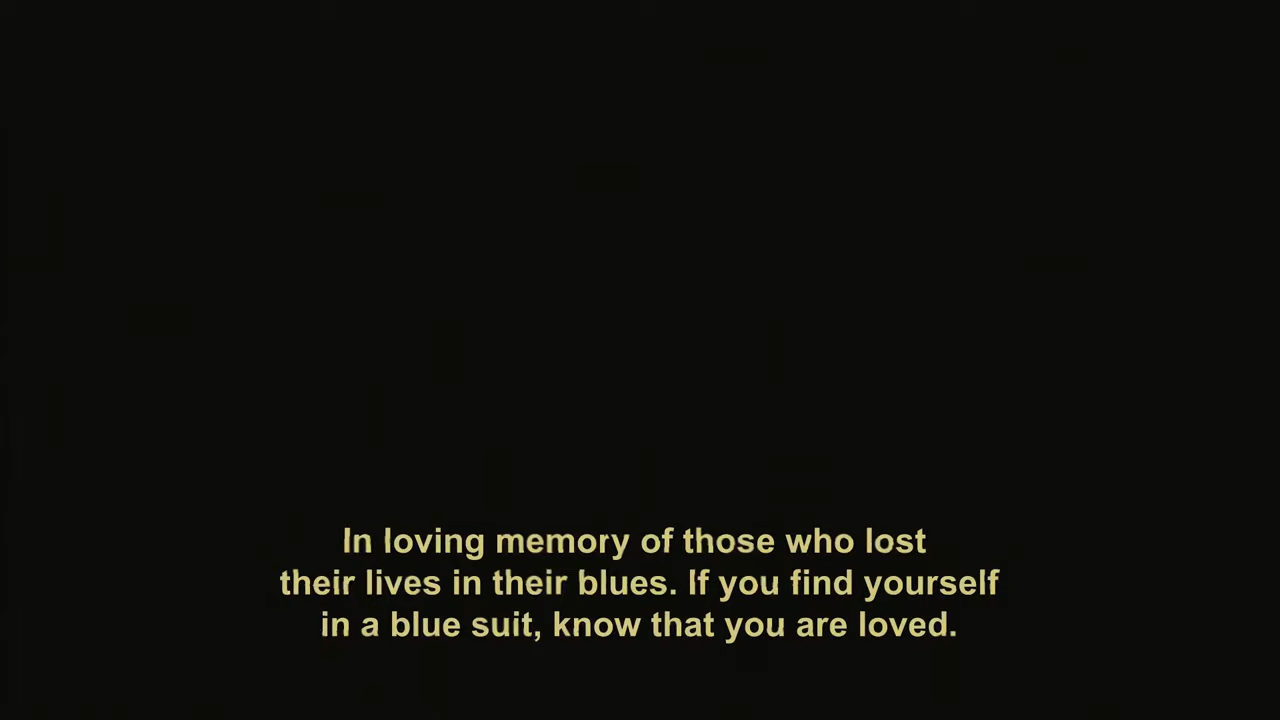 In loving memory of those who lost
their lives in their blues. If you find yourself
in a blue suit, know that you are loved.